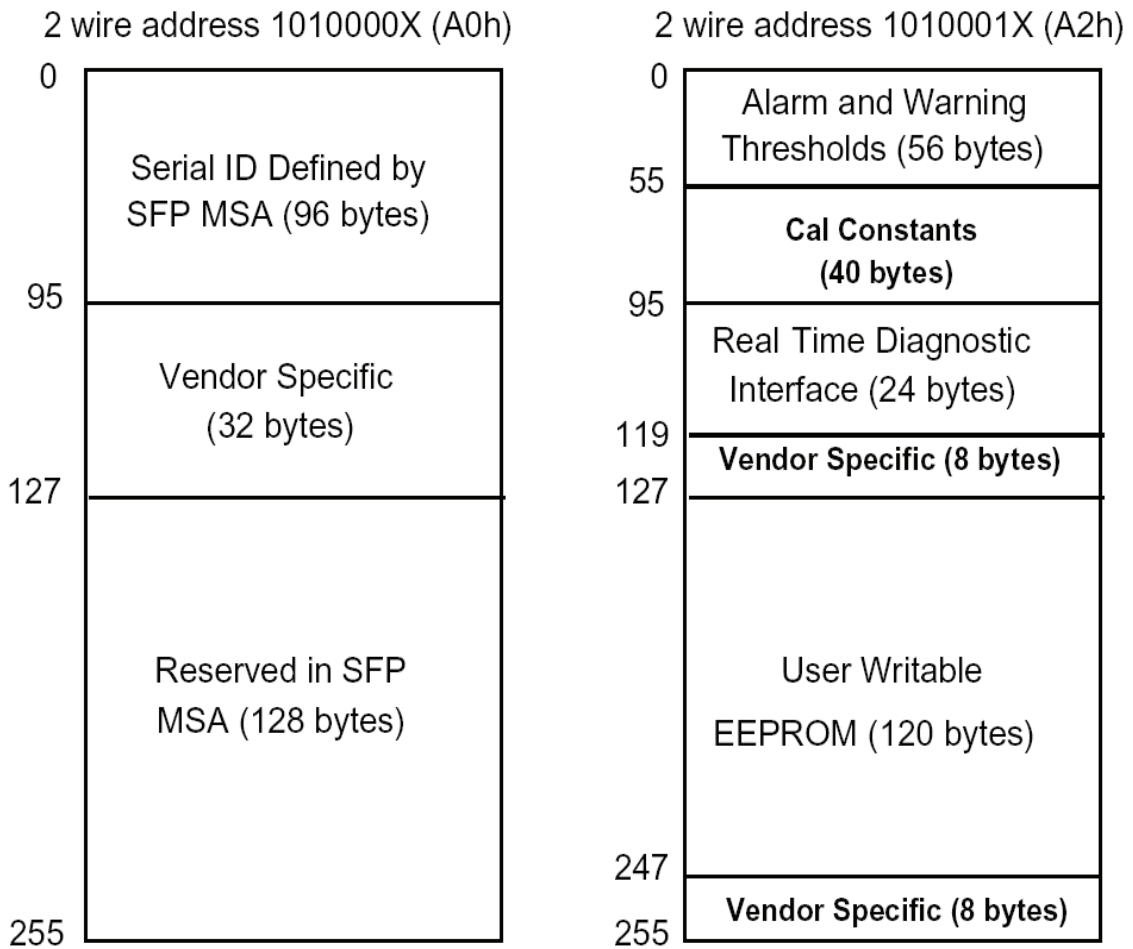 2 wire address 1010000X (A0h)
0
Serial ID Defined by
SFP MSA (96 bytes)
95
Vendor Specific
(32 bytes)
127
Reserved in SFP
MSA (128 bytes)
255
2 wire address 1010001X (A2h)
0
Alarm and Warning
Thresholds (56 bytes)
55
Cal Constants
(40 bytes)
95
Real Time Diagnostic
Interface (24 bytes)
119
Vendor Specific (8 bytes)
127
User Writable
EEPROM (120 bytes)
247
Vendor Specific (8 bytes)
255